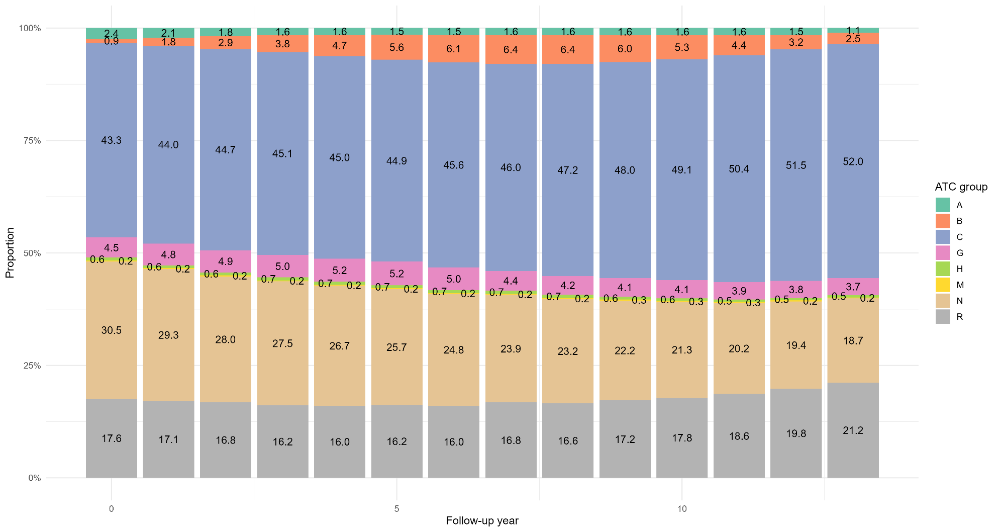 100%
75%
50%
25%
0%
Proportion
2.4 2.1 1.8 1.6 1.6 1.5 1.5 1.6 1.6 1.6 1.6 1.6 1.5 1.1
0.9 1.8 2.9 3.8 4.7 5.6 6.1 6.4 6.4 6.0 5.3 4.4 3.2 2.5
43.3 44.0 44.7 45.1 45.0 44.9 45.6 46.0 47.2 48.0 49.1 50.4 51.5 52.0
4.5 4.8 4.9 5.0 5.2 5.2 5.0 4.4 4.2 4.1 4.1 3.9 3.8 3.7
0.6 0.2 0.6 0.2 0.6 0.2 0.7 0.2 0.7 0.2 0.7 0.2 0.7 0.2 0.7 0.2 0.7 0.2 0.6 0.3 0.6 0.3 0.5 0.3 0.5 0.2 0.5 0.2
30.5 29.3 28.0 27.5 26.7 25.7 24.8 23.9 23.2 22.2 21.3 20.2 19.4 18.7
17.6 17.1 16.8 16.2 16.0 16.2 16.0 16.8 16.6 17.2 17.8 18.6 19.8 21.2
0 5 10
Follow-up year
ATC group
A
B
C
G
H
M
N
R